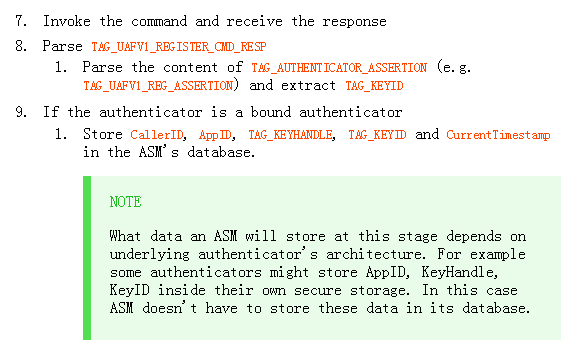 7. Invoke the command and receive the response
8. Parse TAG_UAFV1_REGISTER_CMD_RESP
1. Parse the content of TAG_AUTHENTICATOR_ASSERTION (e.g.
TAG_UAFV1_REG_ASSERTION) and extract TAG_KEYID
9. If the authenticator is a bound authenticator
1. Store CallerID, AppID, TAG_KEYHANDLE, TAG_KEYID and CurrentTimestamp
in the ASM's database.
NOTE
What data an ASM will store at this stage depends on
underlying authenticator's architecture. For example
some authenticators might store AppID, KeyHandle,
KeyID inside their own secure storage. In this case
ASM doesn't have to store these data in its database.